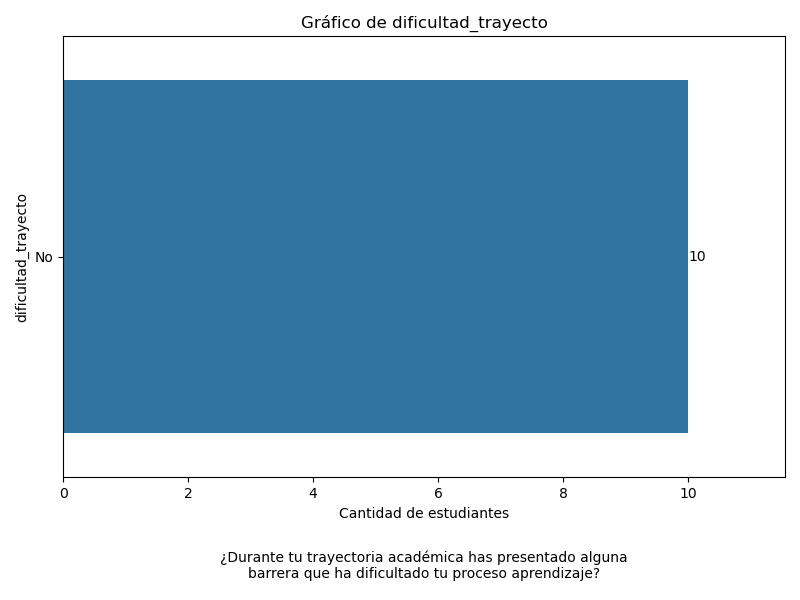 Gráfico de dificultad_trayecto
dificultad_trayecto
No
10
0 2 4 6 8 10
Cantidad de estudiantes
¿Durante tu trayectoria académica has presentado alguna
barrera que ha dificultado tu proceso aprendizaje?